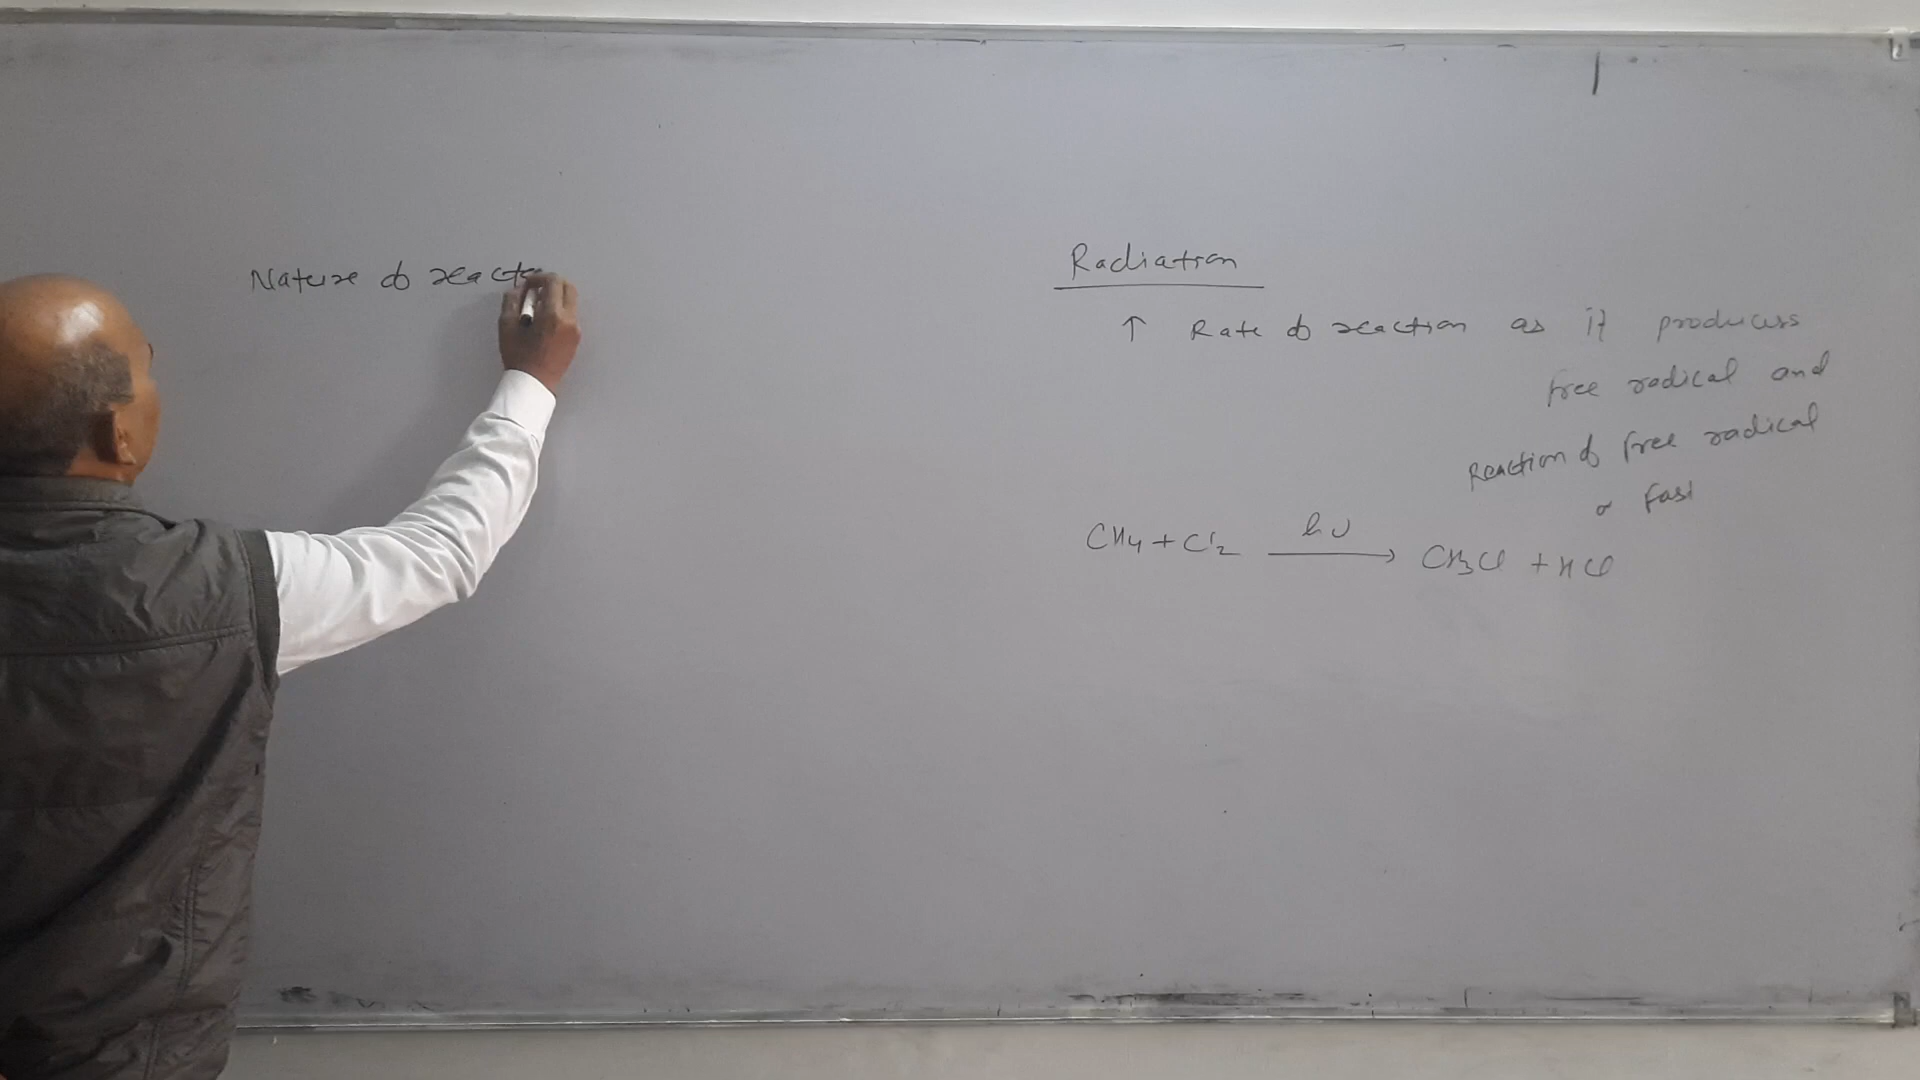 Nature of reacta
Radiation
↑ Rate of reaction as it produces
free radical and
Reaction of free radical
fast
CH4 + Cl2 hν → CH3Cl + HCl